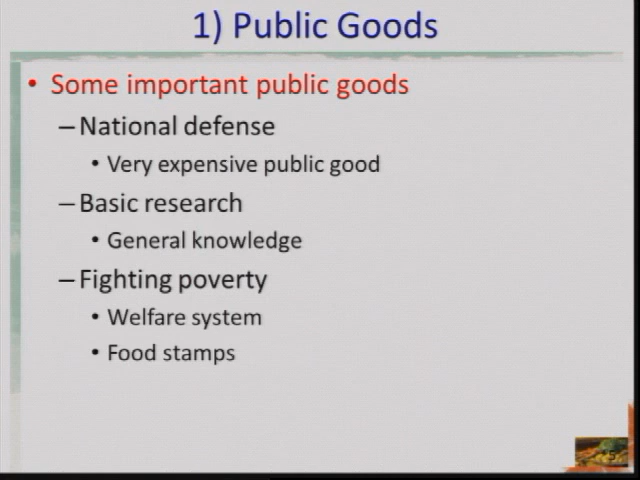 1) Public Goods
• Some important public goods
– National defense
• Very expensive public good
– Basic research
• General knowledge
– Fighting poverty
• Welfare system
• Food stamps